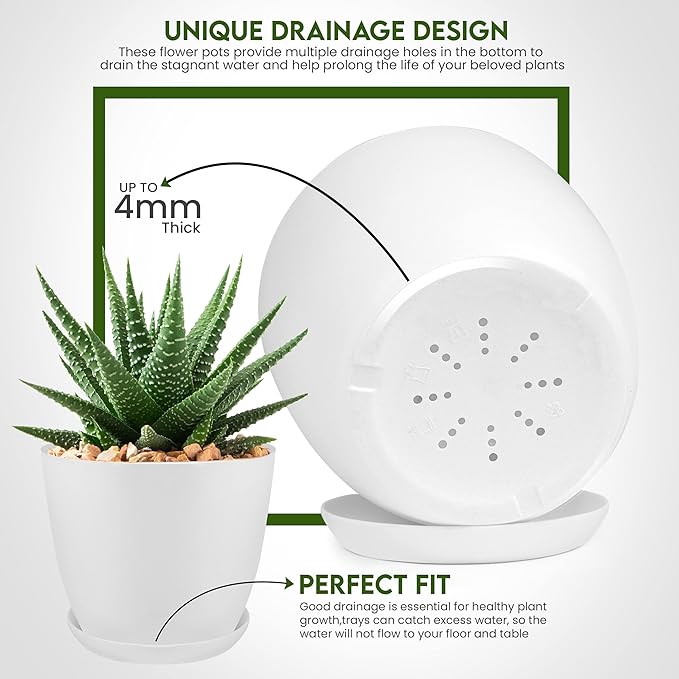 UNIQUE DRAINAGE DESIGN
These flower pots provide multiple drainage holes in the bottom to
drain the stagnant water and help prolong the life of your beloved plants
UP TO
4mm
Thick
PERFECT FIT
Good drainage is essential for healthy plant
growth,trays can catch excess water, so the
water will not flow to your floor and table